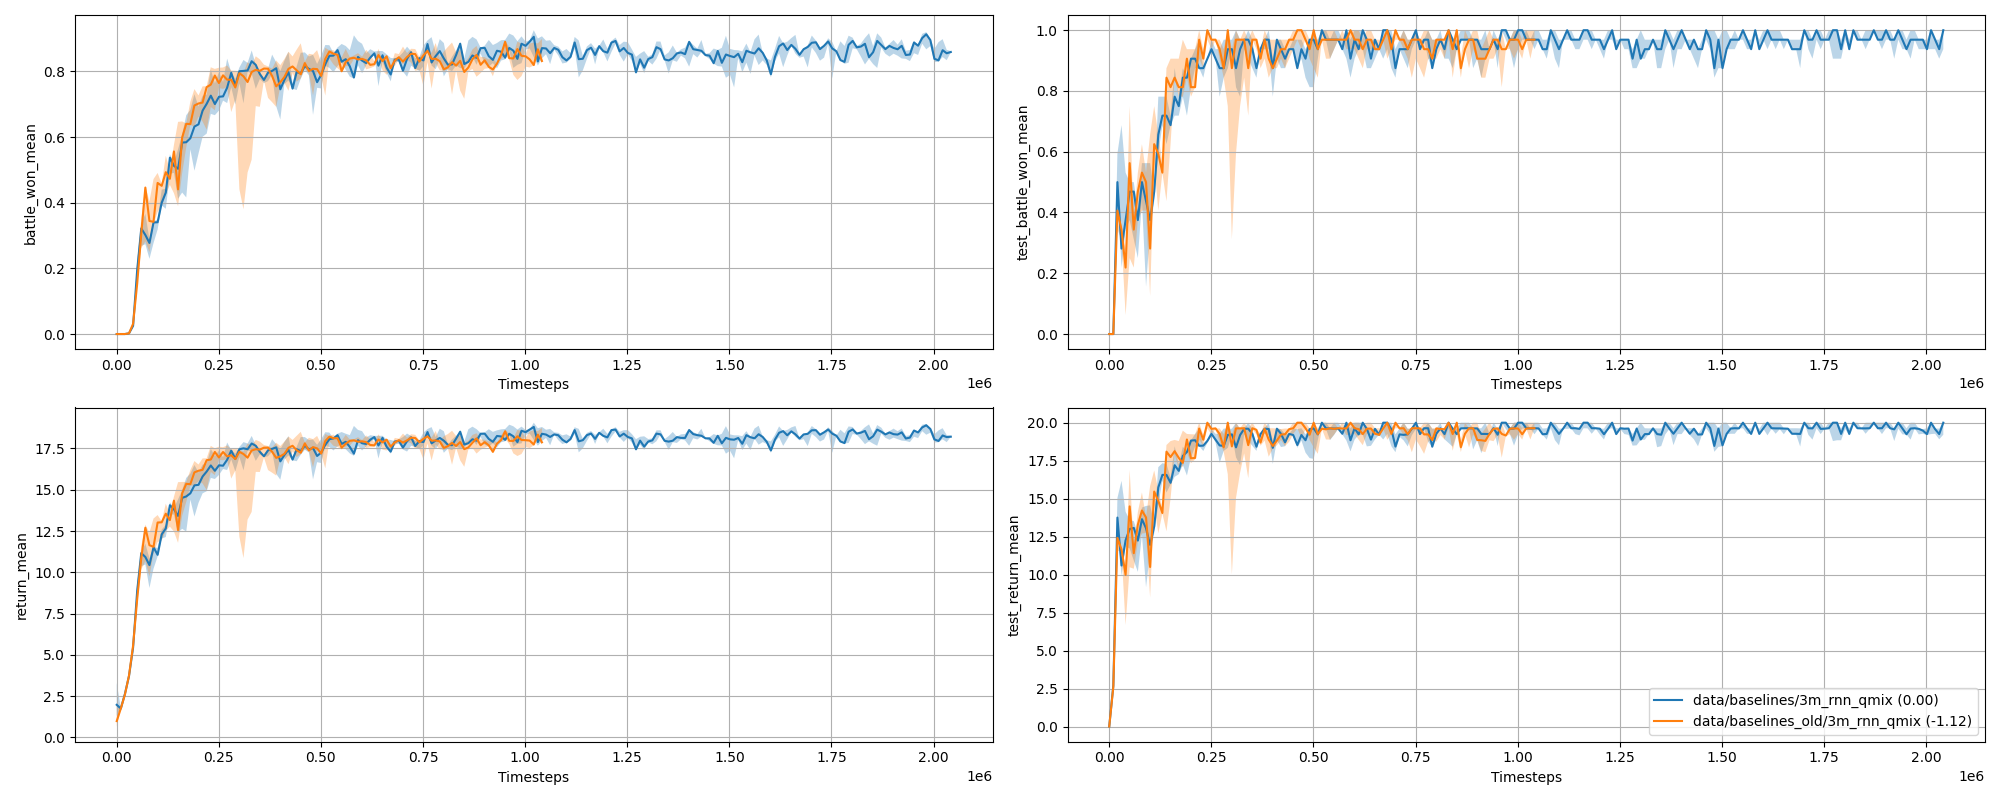 battle_won_mean
0.8
0.6
0.4
0.2
0.0
0.00 0.25 0.50 0.75 1.00 1.25 1.50 1.75 2.00
Timesteps
1e6
test_battle_won_mean
1.0
0.8
0.6
0.4
0.2
0.0
0.00 0.25 0.50 0.75 1.00 1.25 1.50 1.75 2.00
Timesteps
1e6
return_mean
17.5
15.0
12.5
10.0
7.5
5.0
2.5
0.0
0.00 0.25 0.50 0.75 1.00 1.25 1.50 1.75 2.00
Timesteps
1e6
test_return_mean
20.0
17.5
15.0
12.5
10.0
7.5
5.0
2.5
0.0
data/baselines/3m_rnn_qmix (0.00)
data/baselines_old/3m_rnn_qmix (-1.12)
0.00 0.25 0.50 0.75 1.00 1.25 1.50 1.75 2.00
Timesteps
1e6